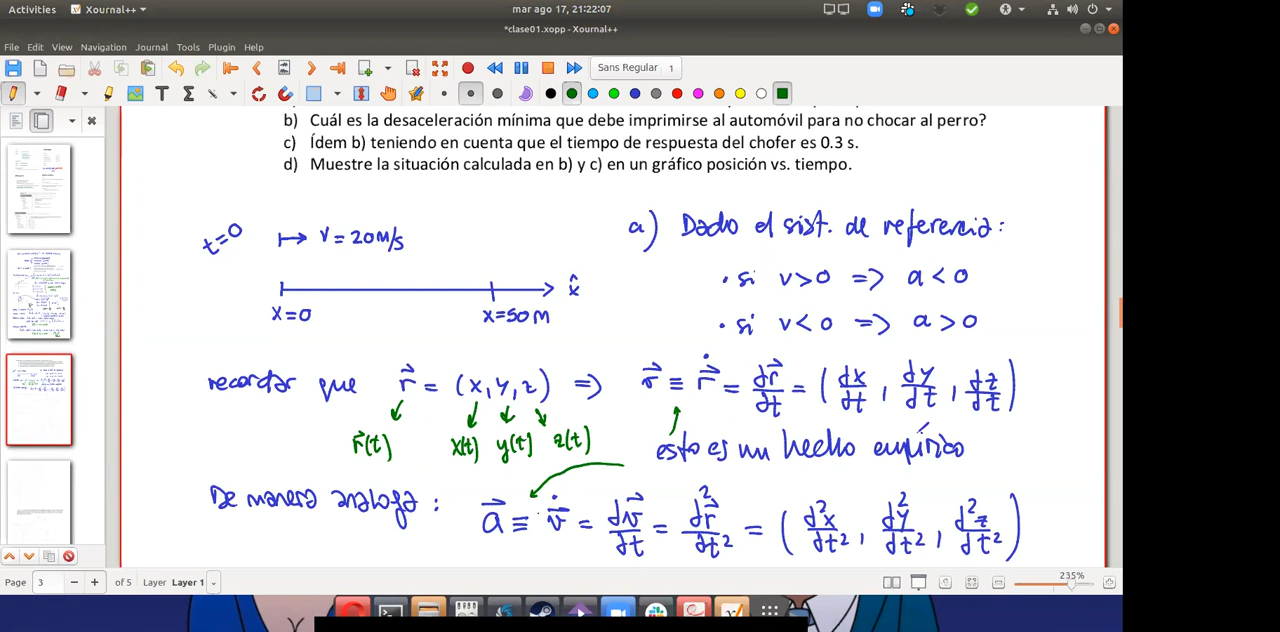 Activities Xournal++ mar ago 17, 21:22:07
*clase01.xopp - Xournal++
File Edit View Navigation Journal Tools Plugin Help
Sans Regular 1
b) Cuál es la desaceleración mínima que debe imprimirse al automóvil para no chocar al perro?
c) Ídem b) teniendo en cuenta que el tiempo de respuesta del chofer es 0.3 s.
d) Muestre la situación calculada en b) y c) en un gráfico posición vs. tiempo.
t=0 v = 20 m/s
x=0 x=50 m x̂
a) Dado el sist. de referencia:
• si v>0 => a<0
• si v<0 => a>0
recordar que r⃗ = (x, y, z) => v⃗ ≡ r⃗̇ = dr⃗/dt = (dx/dt, dy/dt, dz/dt)
r⃗(t) x(t) y(t) z(t) esto es un hecho empírico
De manera análoga: a⃗ ≡ v⃗̇ = dv⃗/dt = d²r⃗/dt² = (d²x/dt², d²y/dt², d²z/dt²)
Page 3 of 5 Layer Layer 1 235%